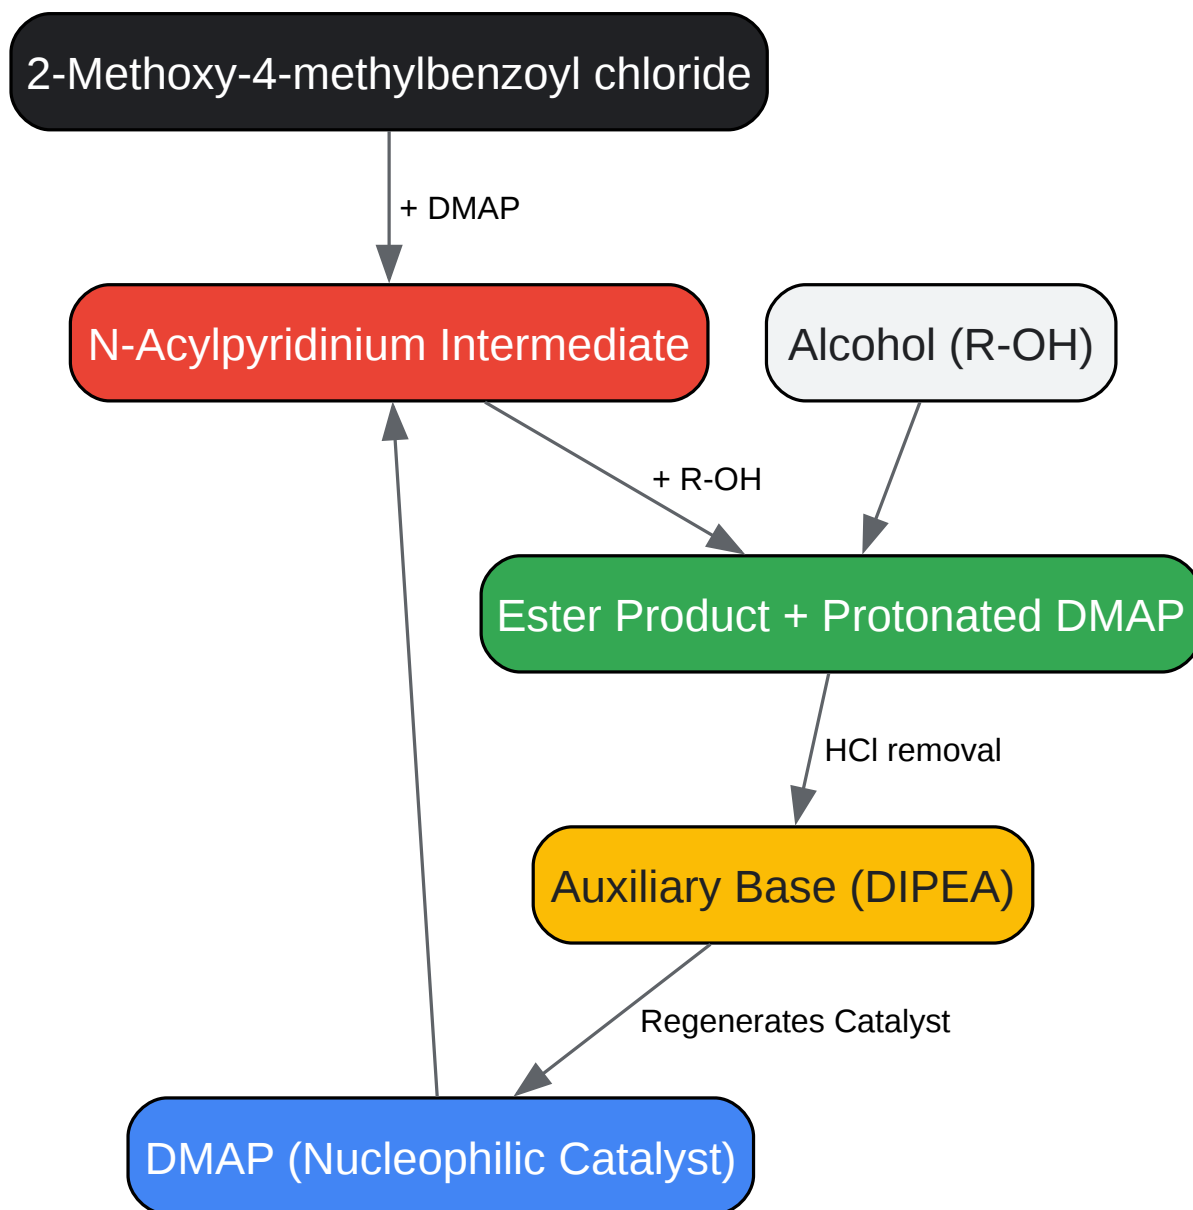 2-Methoxy-4-methylbenzoyl chloride
+ DMAP
N-Acylpyridinium Intermediate
Alcohol (R-OH)
+ R-OH
Ester Product + Protonated DMAP
HCl removal
Auxiliary Base (DIPEA)
Regenerates Catalyst
DMAP (Nucleophilic Catalyst)